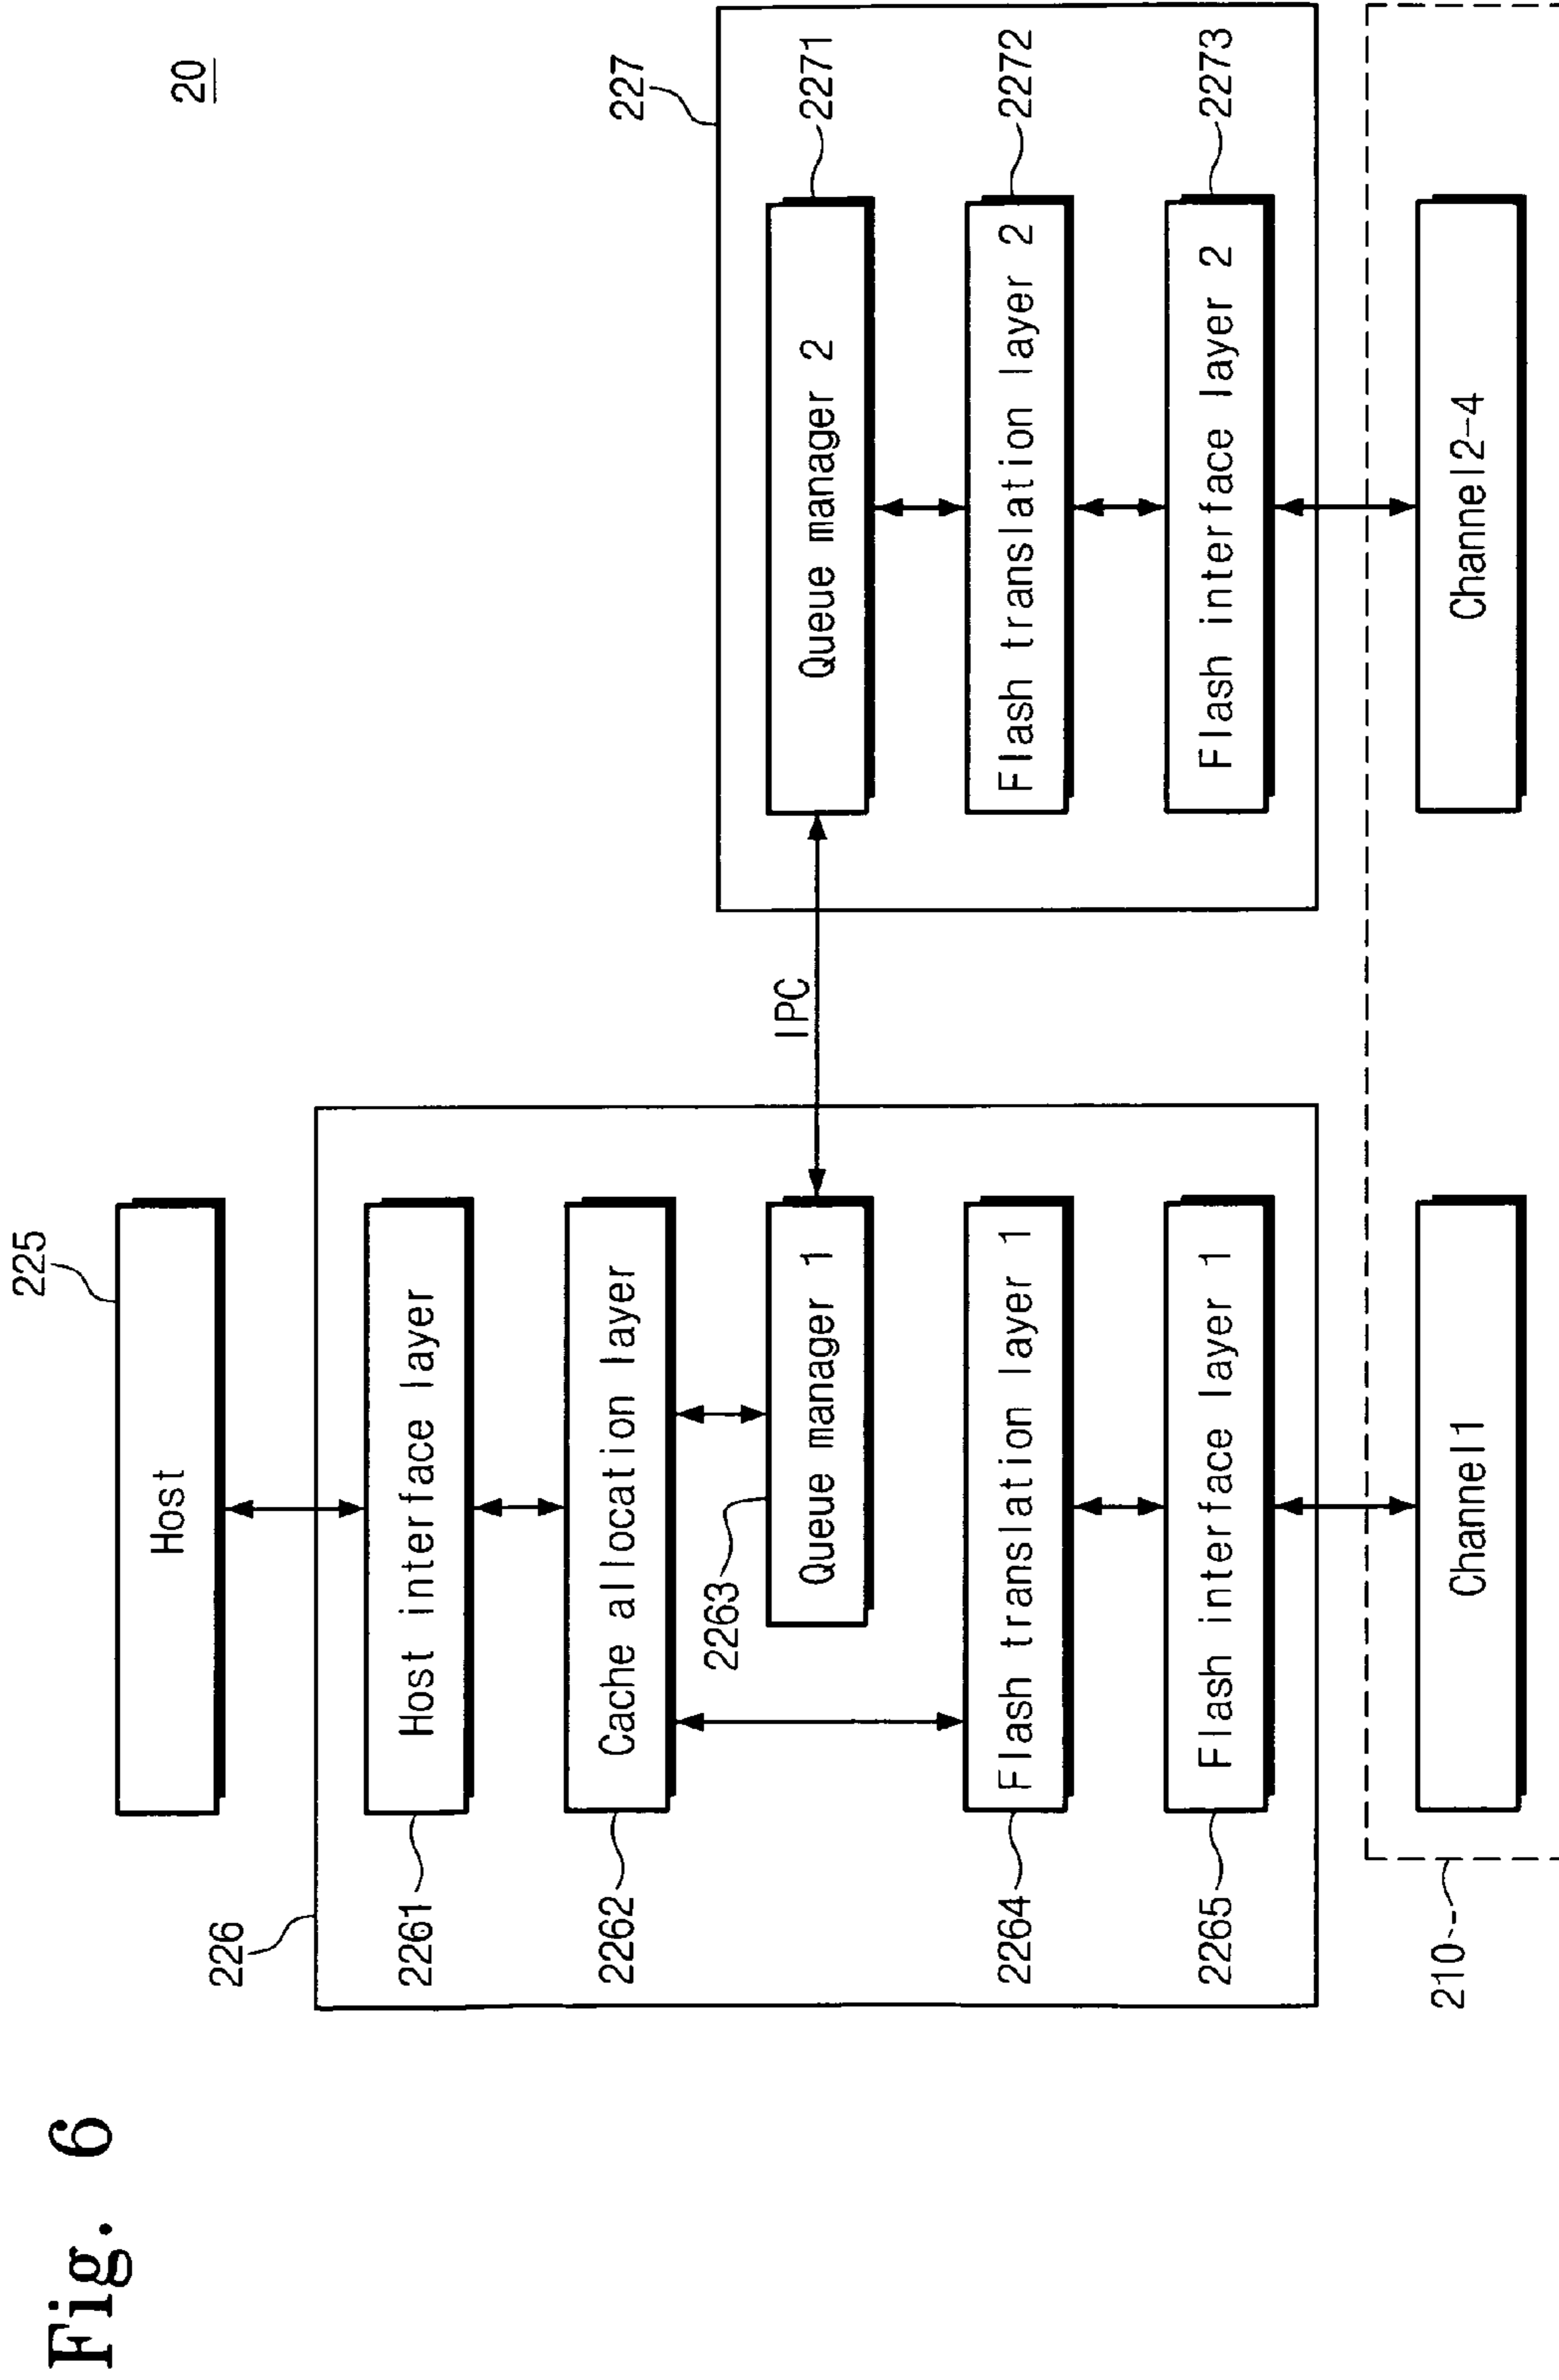 Fig. 6
20
225
Host
226
2261
Host interface layer
2262
Cache allocation layer
2263
Queue manager 1
IPC
2264
Flash translation layer 1
2265
Flash interface layer 1
227
Queue manager 2
2271
Flash translation layer 2
2272
Flash interface layer 2
2273
210
Channel1
Channel2-4